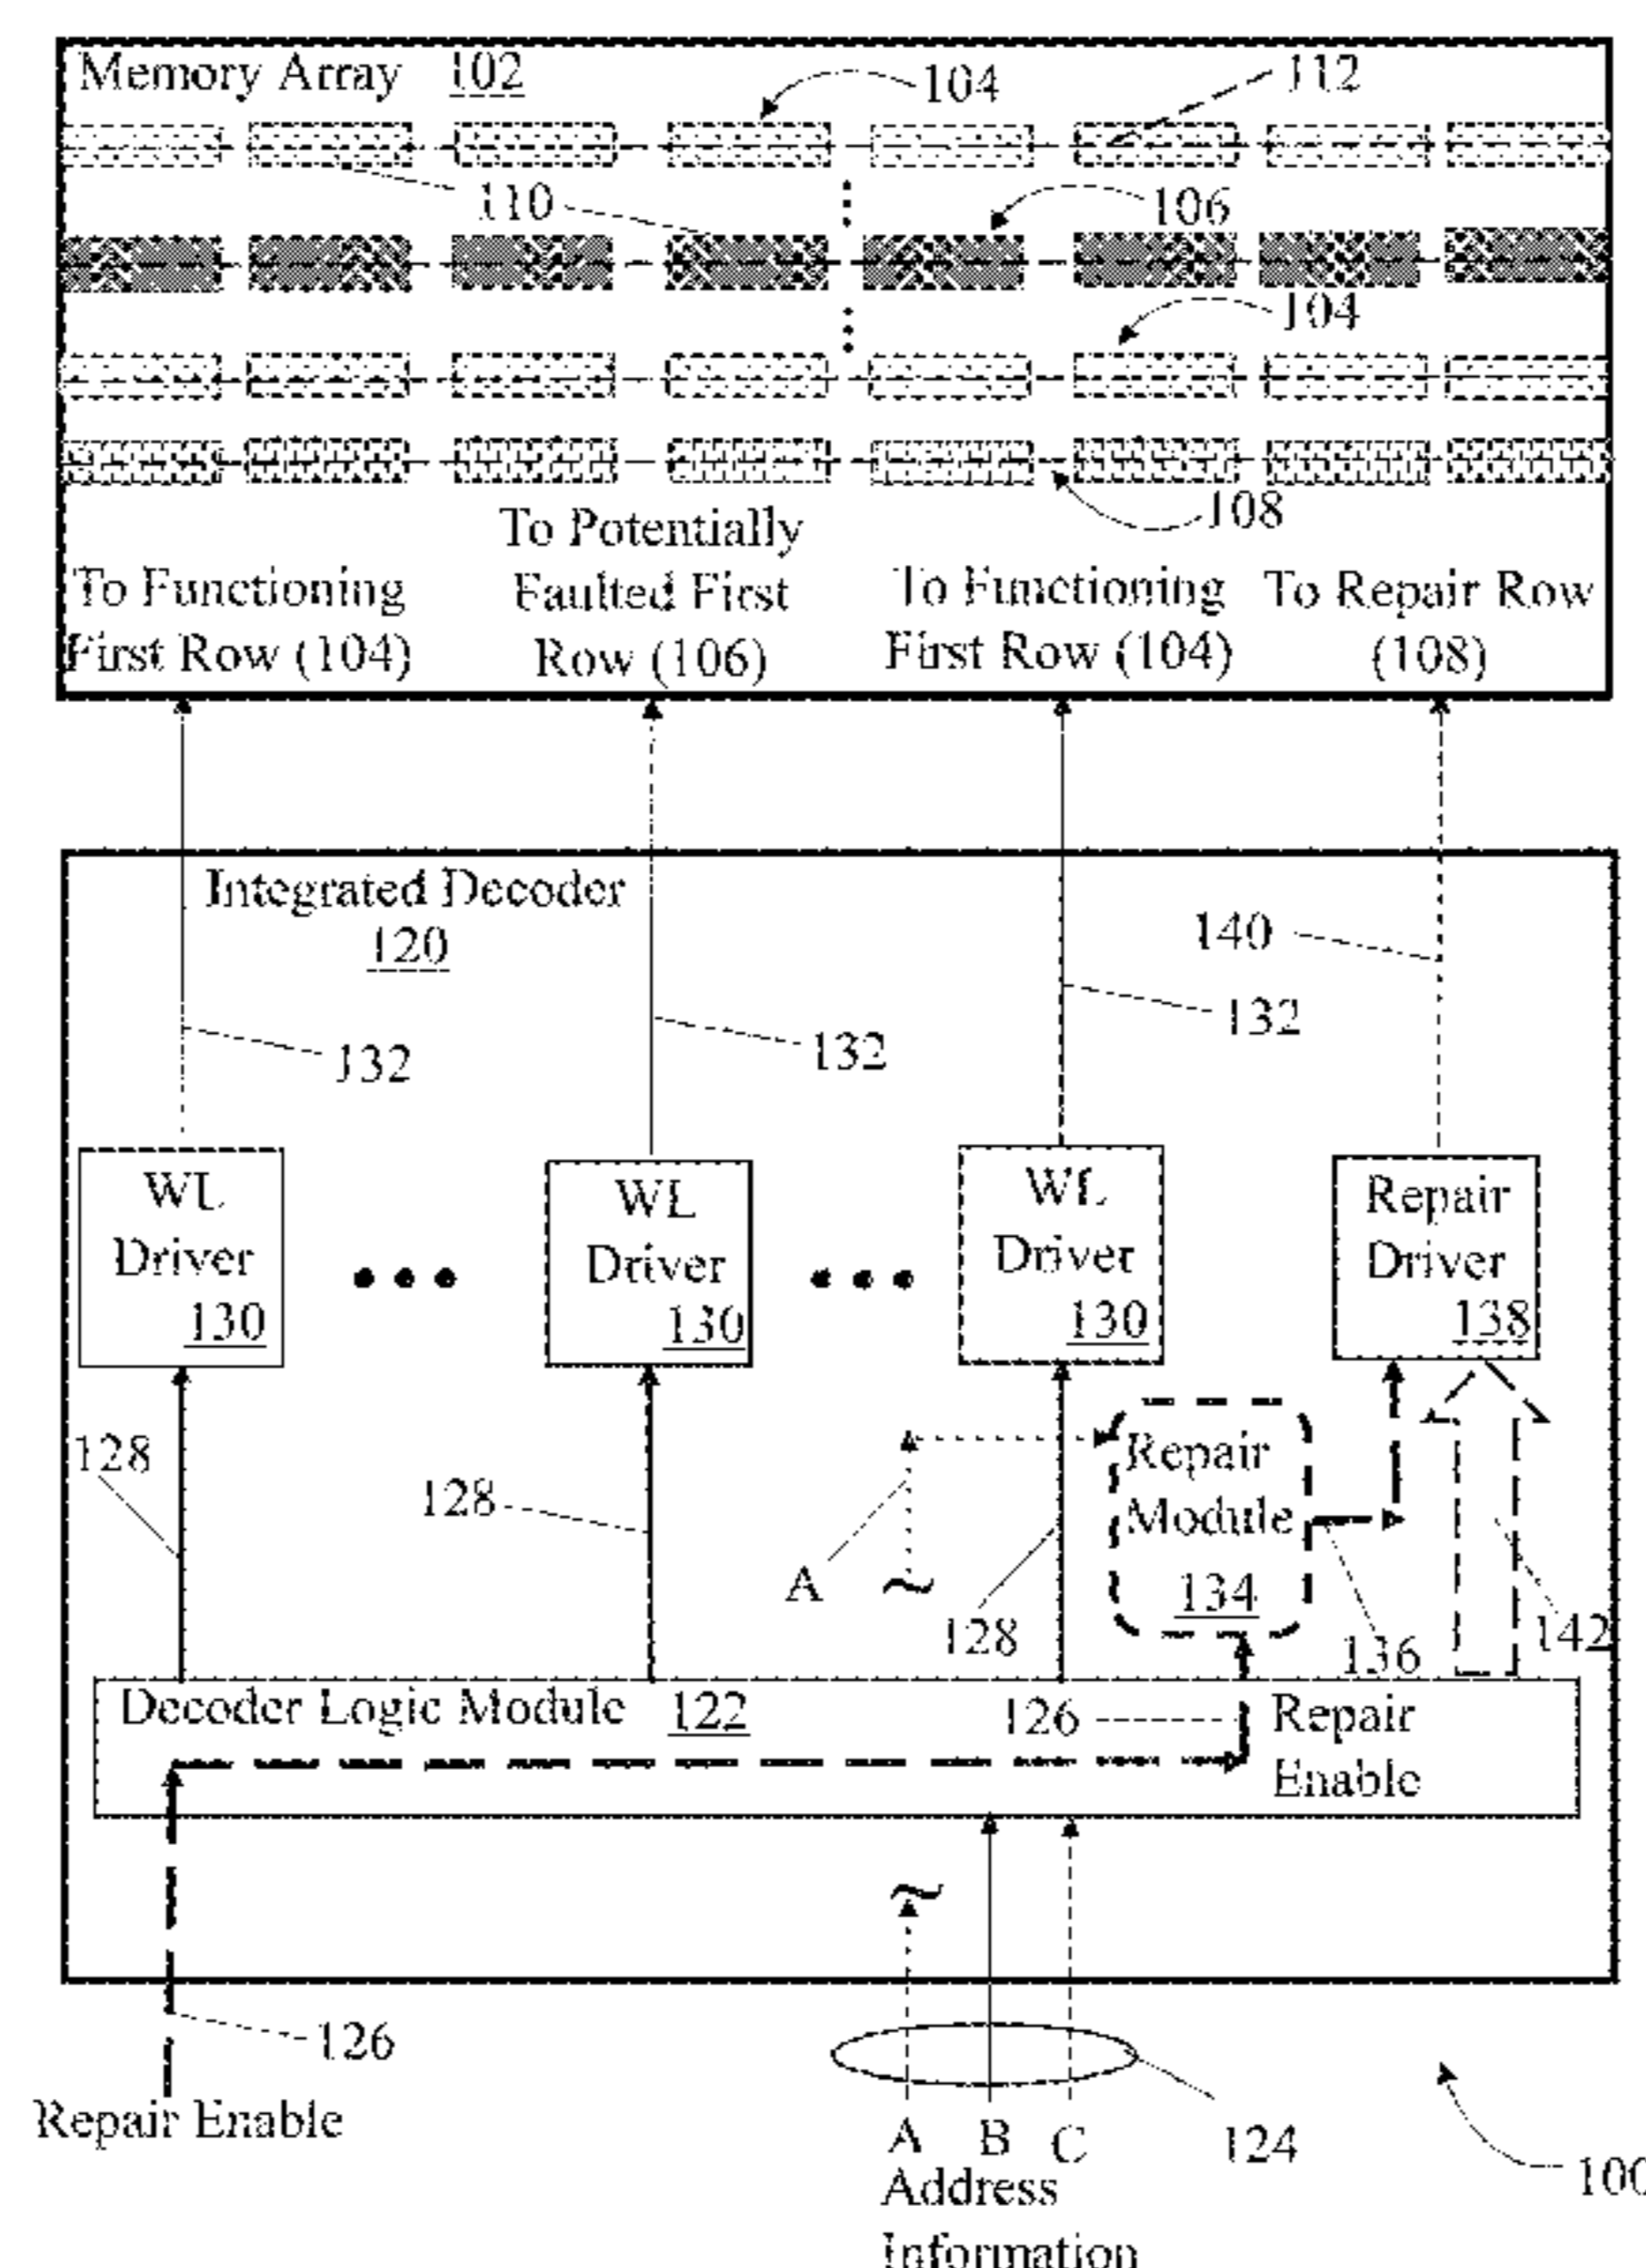 Memory Array 102
104
112
110
106
104
108
To Functioning
First Row (104)
To Potentially
Faulted First
Row (106)
To Functioning
First Row (104)
To Repair Row
(108)
Integrated Decoder
120
132
132
132
140
WL
Driver
130
WL
Driver
130
WL
Driver
130
Repair
Driver
138
128
128
128
A
Repair
Module
134
136
142
Decoder Logic Module 122
126
Repair
Enable
126
Repair Enable
A B C
124
Address
Information
100